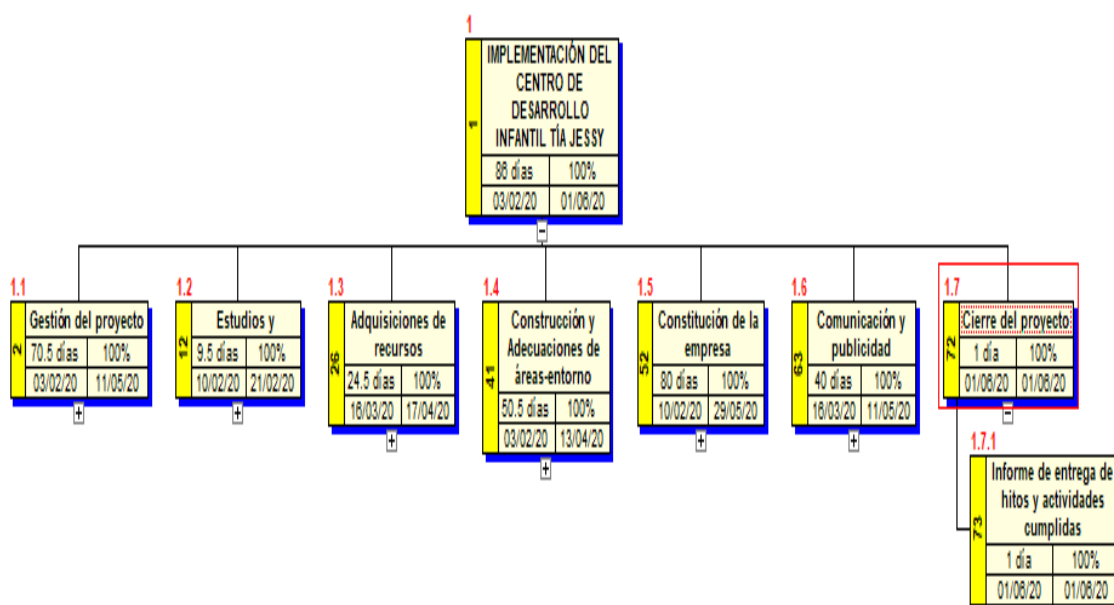 1
IMPLEMENTACIÓN DEL
CENTRO DE
DESARROLLO
INFANTIL TÍA JESSY
1
86 días 100%
03/02/20 01/06/20
1.1
Gestión del proyecto
2
70.5 días 100%
03/02/20 11/05/20
1.2
Estudios y
12
9.5 días 100%
10/02/20 21/02/20
1.3
Adquisiciones de
recursos
26
24.5 días 100%
16/03/20 17/04/20
1.4
Construcción y
Adecuaciones de
áreas-entorno
41
50.5 días 100%
03/02/20 13/04/20
1.5
Constitución de la
empresa
52
80 días 100%
10/02/20 29/05/20
1.6
Comunicación y
publicidad
63
40 días 100%
16/03/20 11/05/20
1.7
Cierre del proyecto
72
1 día 100%
01/06/20 01/06/20
1.7.1
Informe de entrega de
hitos y actividades
cumplidas
73
1 día 100%
01/06/20 01/06/20